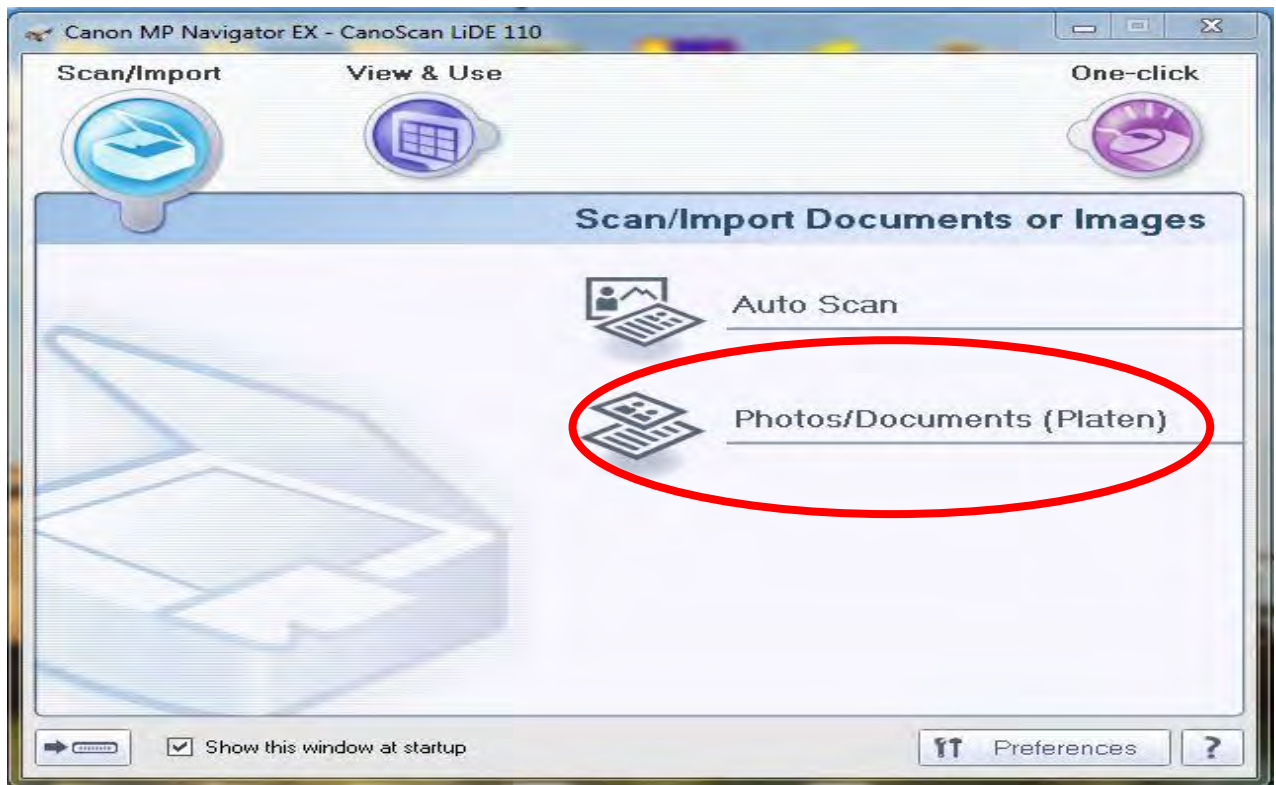 Canon MP Navigator EX - CanoScan LiDE 110
Scan/Import View & Use One-click
Scan/Import Documents or Images
Auto Scan
Photos/Documents (Platen)
Show this window at startup Preferences ?